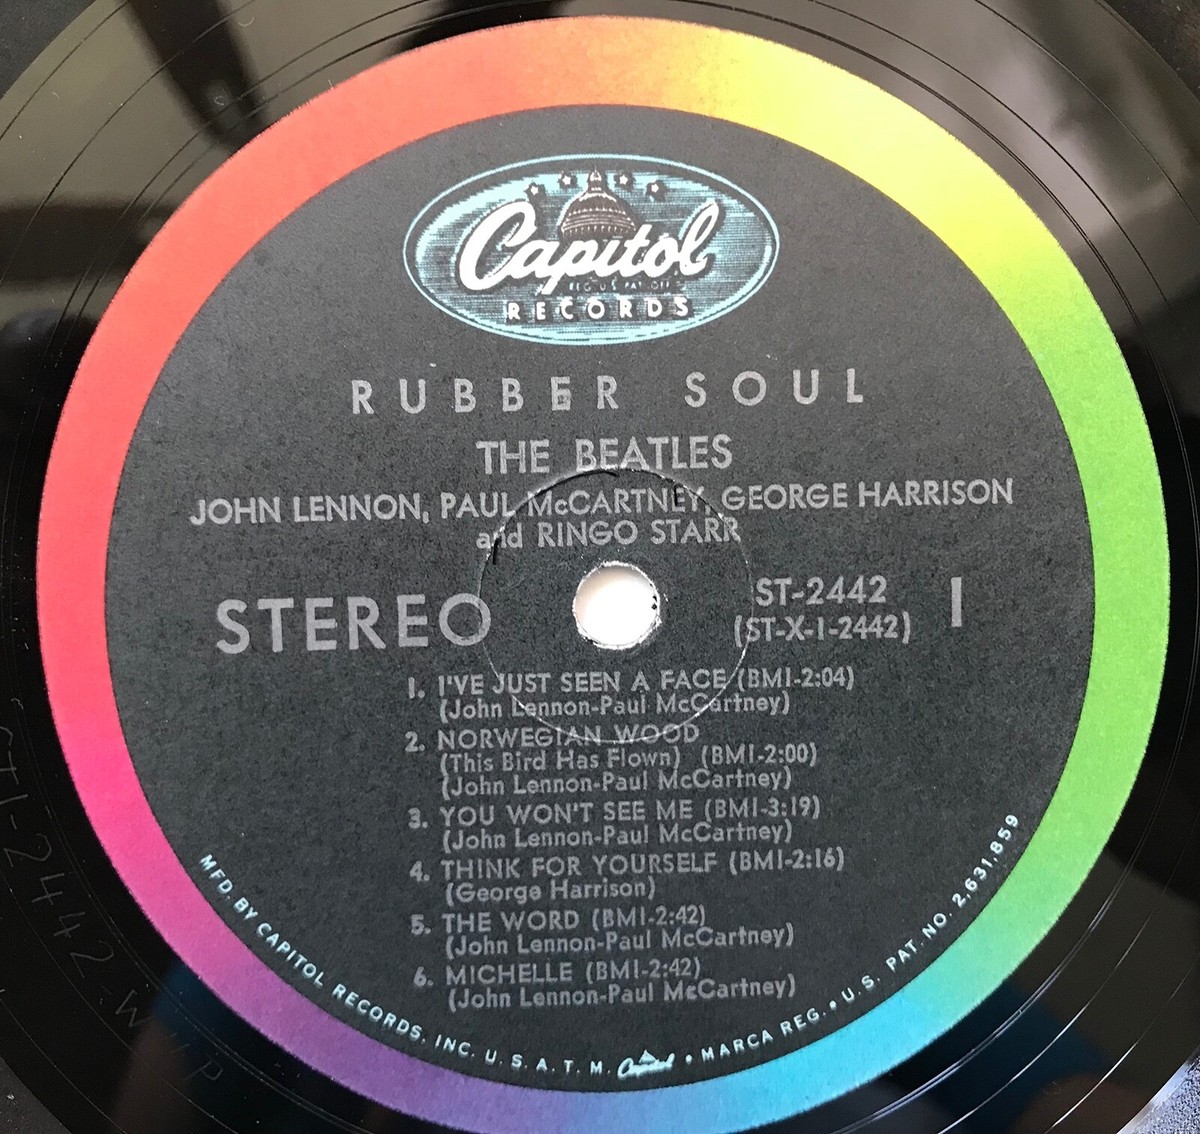 Capitol
REG. U.S. PAT. OFF.
RECORDS
RUBBER SOUL
THE BEATLES
JOHN LENNON, PAUL McCARTNEY, GEORGE HARRISON
and RINGO STARR
STEREO
ST-2442
(ST-X-1-2442)
1
1. I'VE JUST SEEN A FACE (BMI-2:04)
(John Lennon-Paul McCartney)
2. NORWEGIAN WOOD
(This Bird Has Flown) (BMI-2:00)
(John Lennon-Paul McCartney)
3. YOU WON'T SEE ME (BMI-3:19)
(John Lennon-Paul McCartney)
4. THINK FOR YOURSELF (BMI-2:16)
(George Harrison)
5. THE WORD (BMI-2:42)
(John Lennon-Paul McCartney)
6. MICHELLE (BMI-2:42)
(John Lennon-Paul McCartney)
MFD. BY CAPITOL RECORDS, INC. U.S.A. T.M. Capitol • MARCA REG. • U.S. PAT. NO. 2,631,859